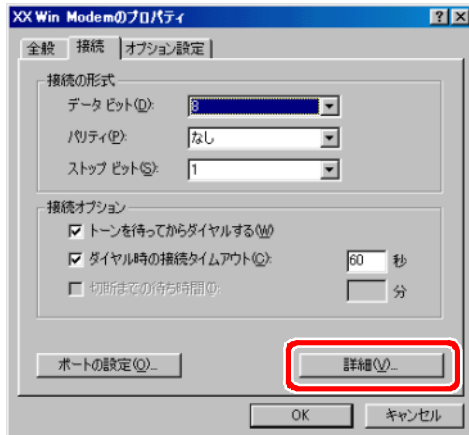 XX Win Modemのプロパティ
全般 接続 オプション設定
接続の形式
データ ビット(D): 8
パリティ(P): なし
ストップ ビット(S): 1
接続オプション
トーンを待ってからダイヤルする(W)
ダイヤル時の接続タイムアウト(C): 60 秒
切断までの待ち時間(I): 分
ポートの設定(O)... 詳細(V)...
OK キャンセル